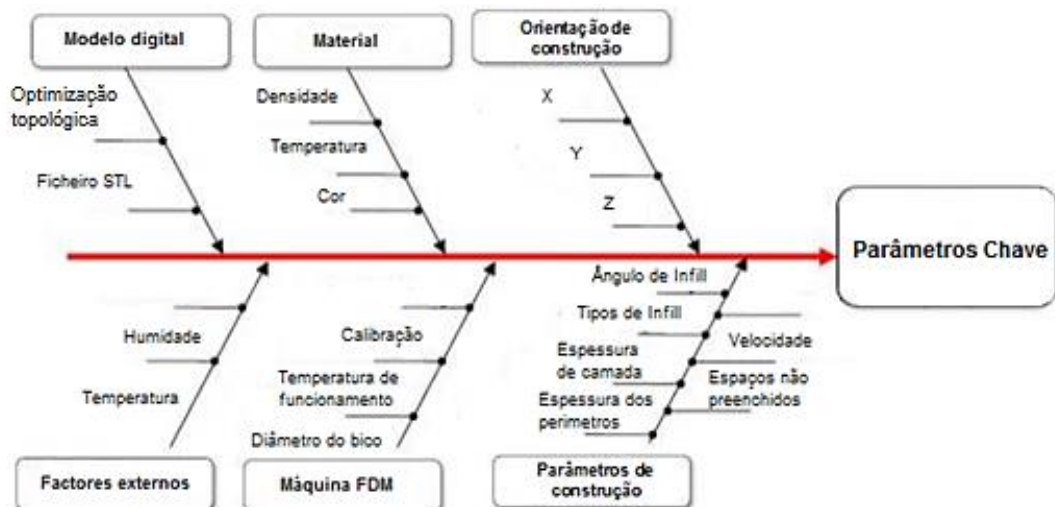 Modelo digital
Material
Orientação de
construção
Optimização
topológica
Ficheiro STL
Densidade
Temperatura
Cor
X
Y
Z
Parâmetros Chave
Humidade
Temperatura
Calibração
Temperatura de
funcionamento
Diâmetro do bico
Ângulo de Infill
Tipos de Infill
Espessura
de camada
Espessura dos
perimetros
Velocidade
Espaços não
preenchidos
Factores externos
Máquina FDM
Parâmetros de
construção